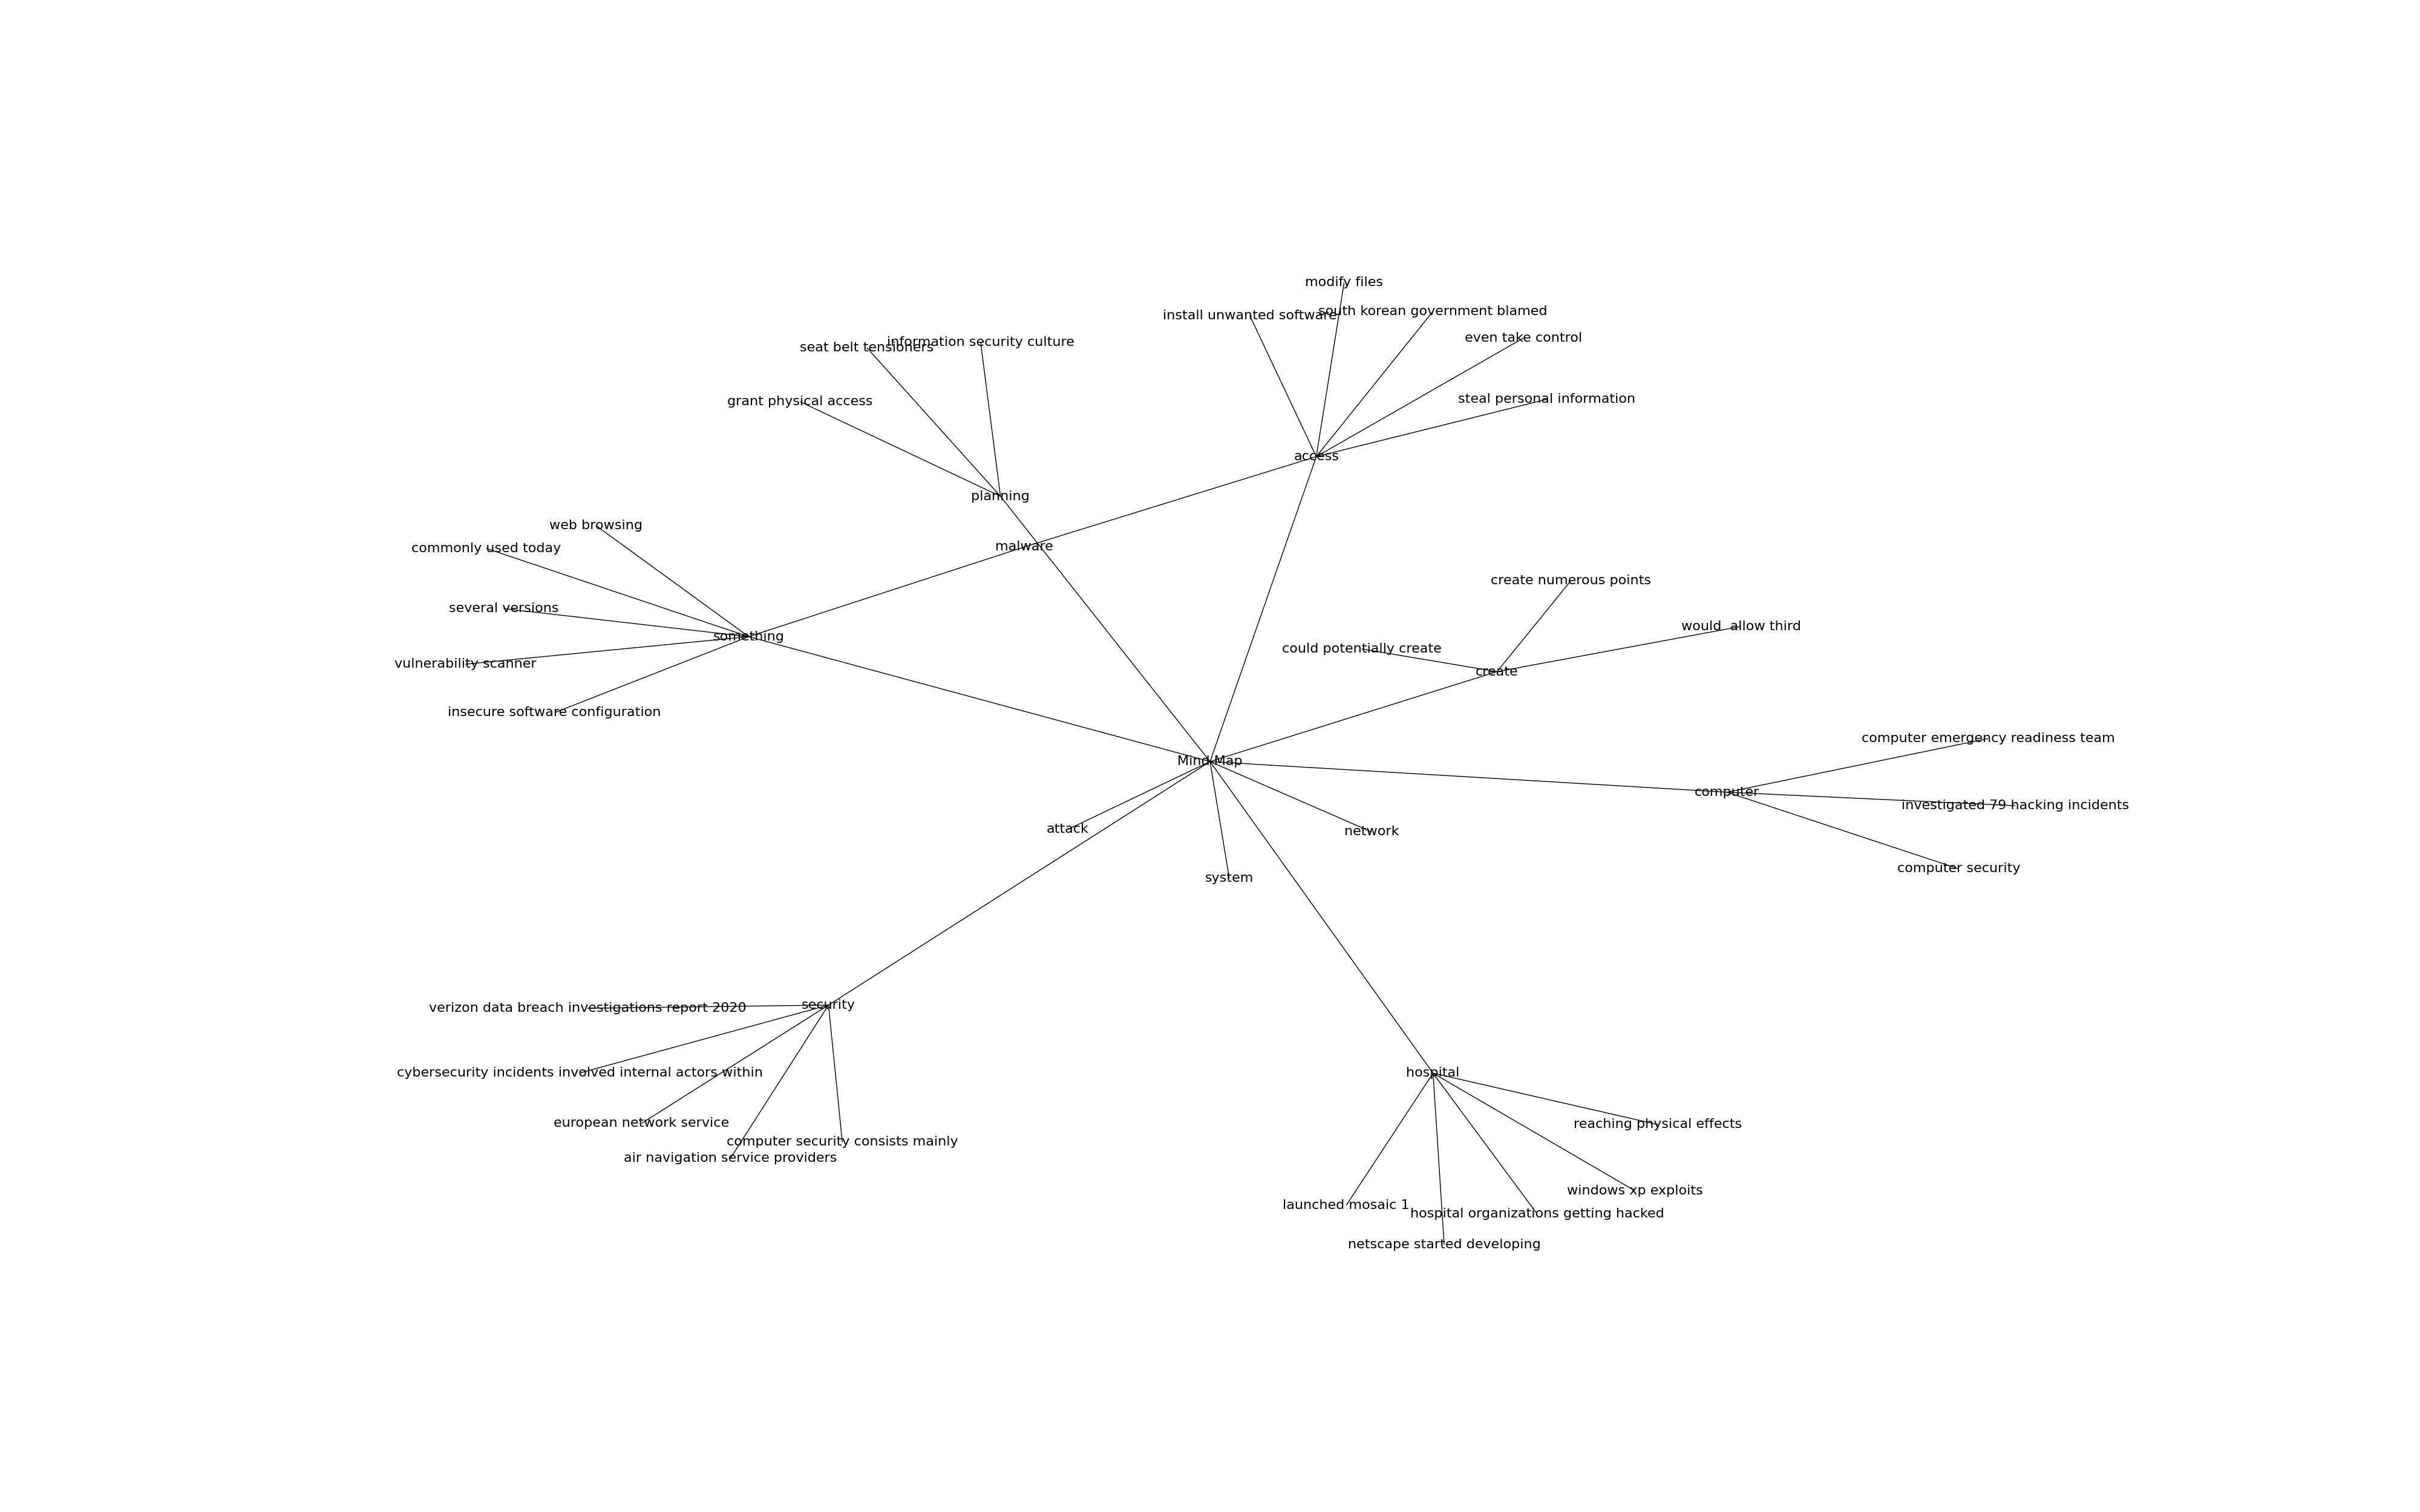 modify files
south korean government blamed
install unwanted software
even take control
information security culture
seat belt tensioners
steal personal information
grant physical access
access
planning
web browsing
malware
commonly used today
create numerous points
several versions
would  allow third
something
could potentially create
vulnerability scanner
create
insecure software configuration
computer emergency readiness team
Mind Map
computer
investigated 79 hacking incidents
attack
network
computer security
system
security
verizon data breach investigations report 2020
cybersecurity incidents involved internal actors within
hospital
european network service
reaching physical effects
computer security consists mainly
air navigation service providers
windows xp exploits
launched mosaic 1
hospital organizations getting hacked
netscape started developing